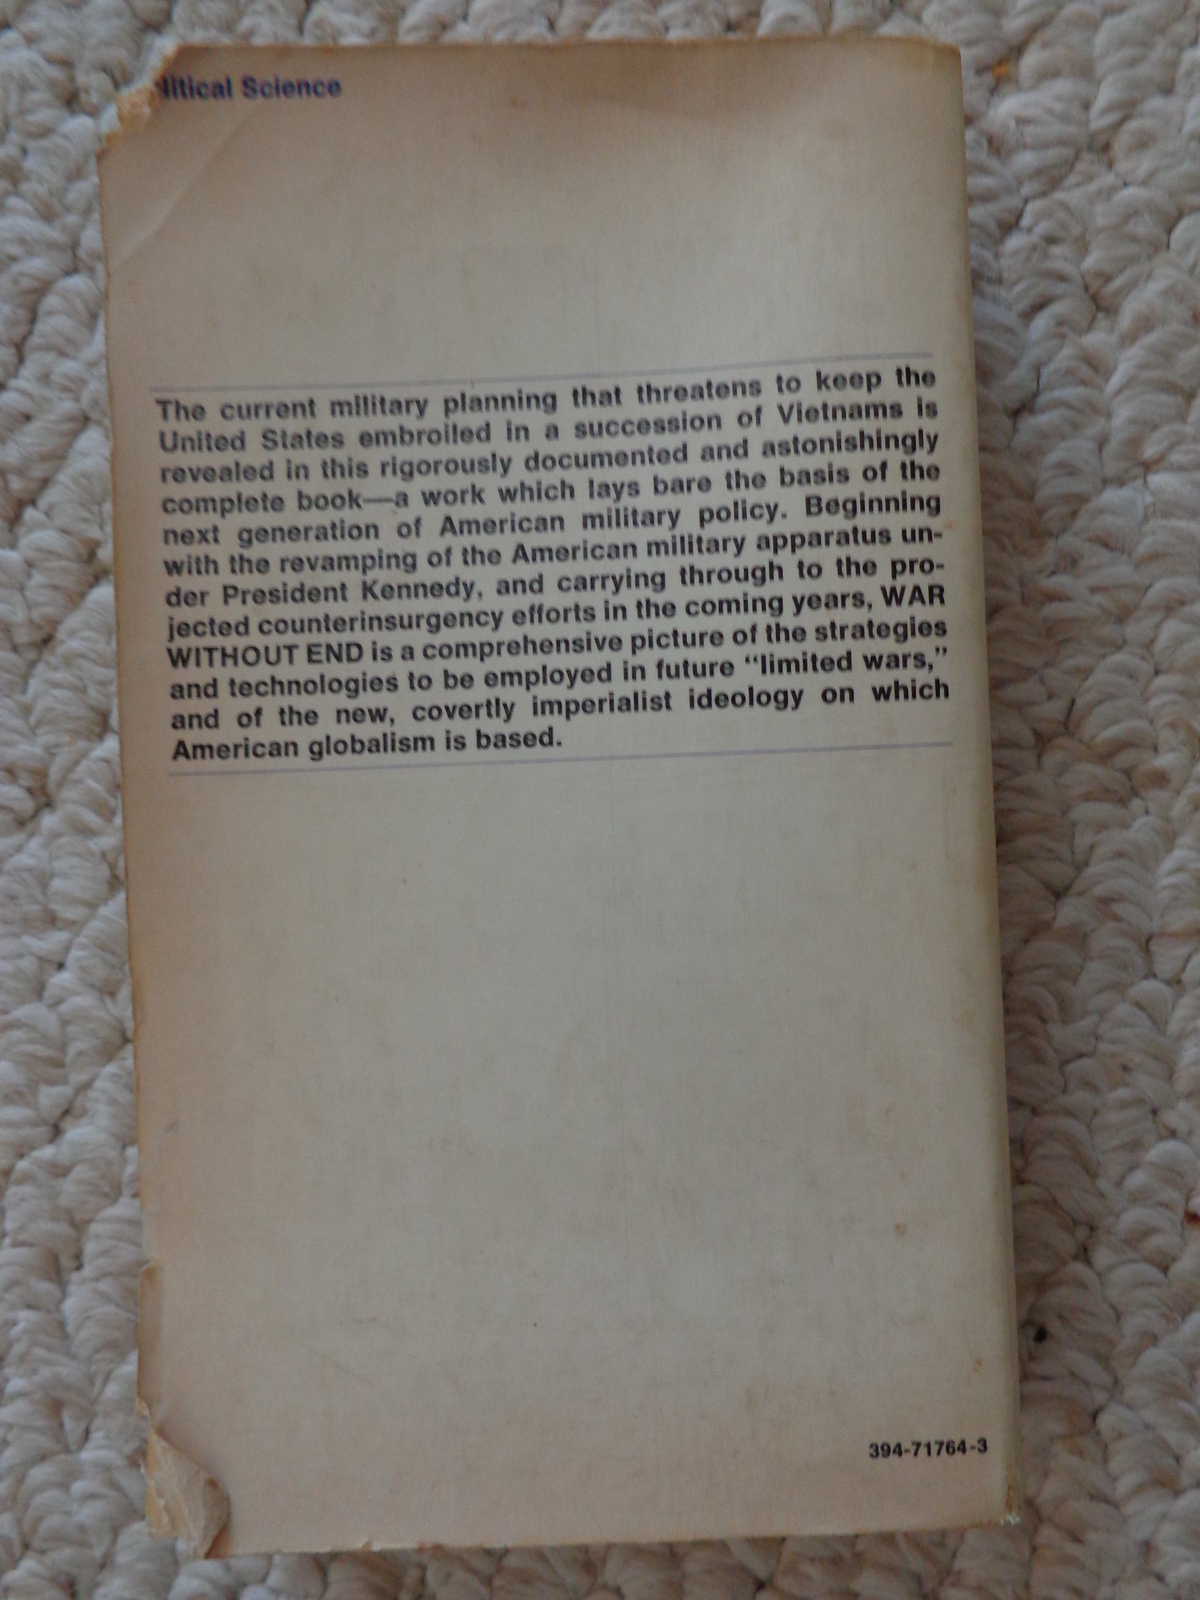 litical Science
The current military planning that threatens to keep the
United States embroiled in a succession of Vietnams is
revealed in this rigorously documented and astonishingly
complete book—a work which lays bare the basis of the
next generation of American military policy. Beginning
with the revamping of the American military apparatus un-
der President Kennedy, and carrying through to the pro-
jected counterinsurgency efforts in the coming years, WAR
WITHOUT END is a comprehensive picture of the strategies
and technologies to be employed in future “limited wars,”
and of the new, covertly imperialist ideology on which
American globalism is based.
394-71764-3